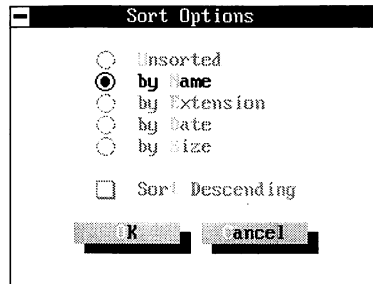 Sort Options
Unsorted
by Name
by Extension
by Date
by Size
Sort Descending
OK
Cancel